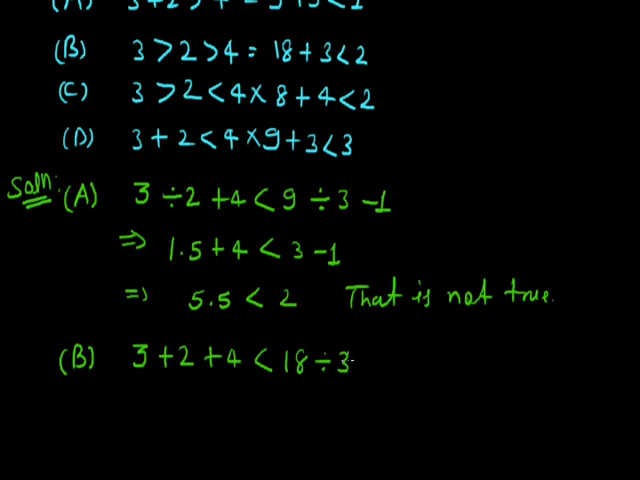 (B) 3 > 2 > 4 = 18 + 3 < 2
(C) 3 > 2 < 4 × 8 + 4 < 2
(D) 3 + 2 < 4 × 9 + 3 < 3
Soln: (A) 3 ÷ 2 + 4 < 9 ÷ 3 - 1
⇒ 1.5 + 4 < 3 - 1
⇒ 5.5 < 2 That is not true.
(B) 3 + 2 + 4 < 18 ÷ 3